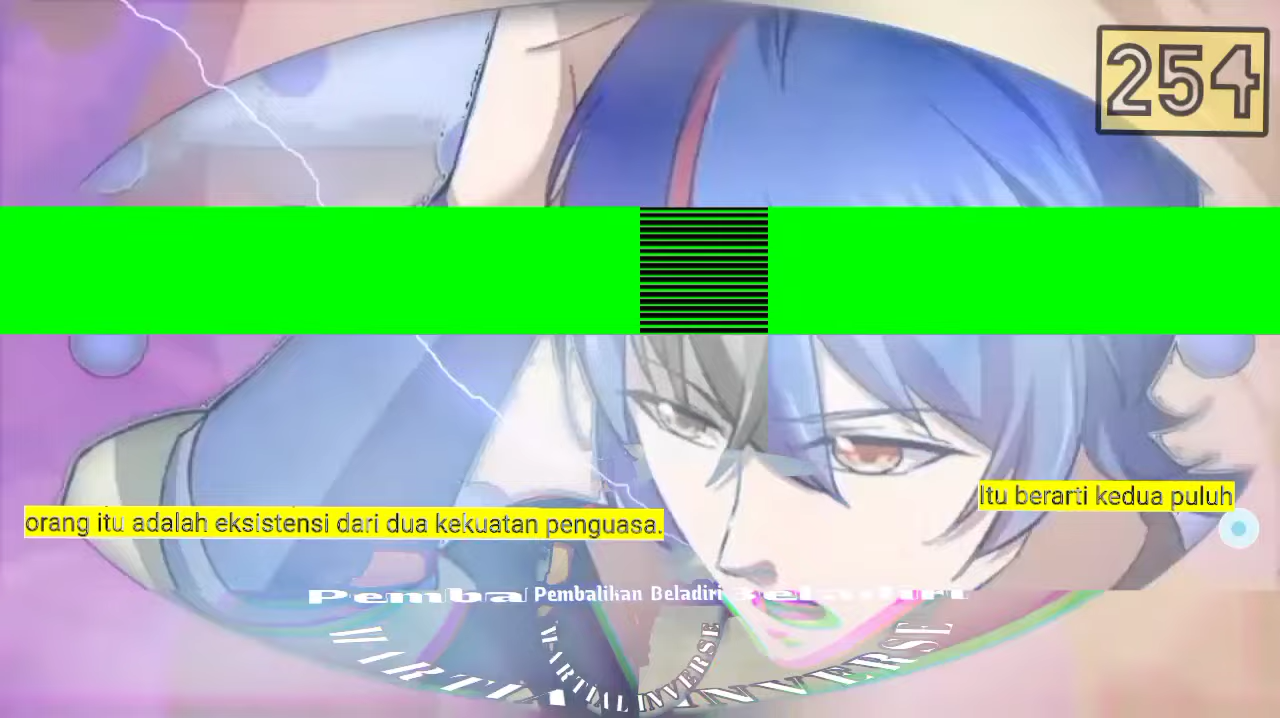 254
Itu berarti kedua puluh
orang itu adalah eksistensi dari dua kekuatan penguasa.
Pembalikan Beladiri
MARTIAL INVERSE